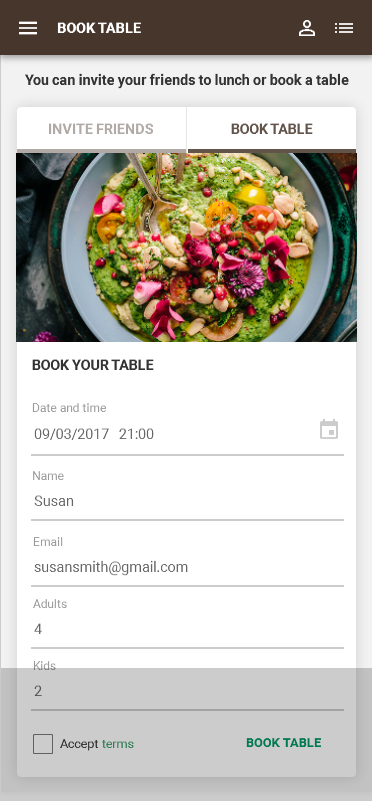 BOOK TABLE
You can invite your friends to lunch or book a table
INVITE FRIENDS BOOK TABLE
BOOK YOUR TABLE
Date and time
09/03/2017 21:00
Name
Susan
Email
susansmith@gmail.com
Adults
4
Kids
2
Accept terms BOOK TABLE